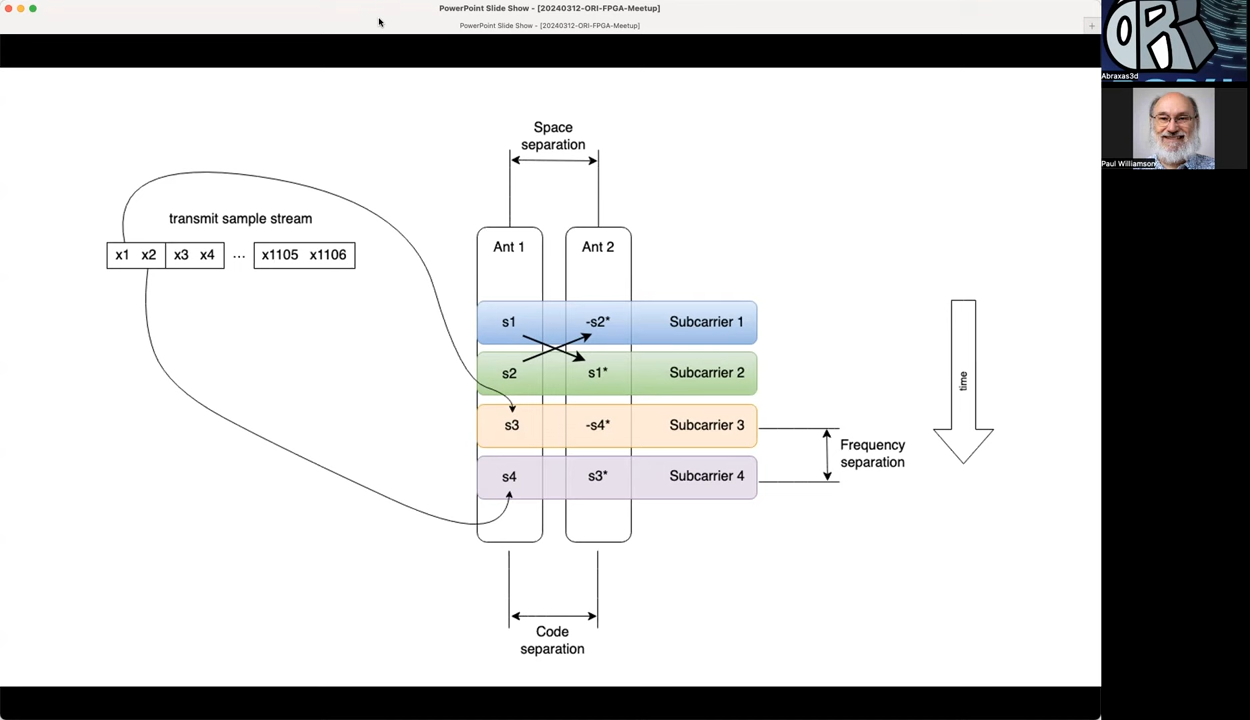 PowerPoint Slide Show - [20240312-ORI-FPGA-Meetup]
PowerPoint Slide Show - [20240312-ORI-FPGA-Meetup]
+
ORI
Abraxas3d
Paul Williamson
Space
separation
transmit sample stream
x1 x2 x3 x4 ... x1105 x1106
Ant 1 Ant 2
s1 -s2* Subcarrier 1
s2 s1* Subcarrier 2
s3 -s4* Subcarrier 3
s4 s3* Subcarrier 4
Frequency
separation
time
Code
separation